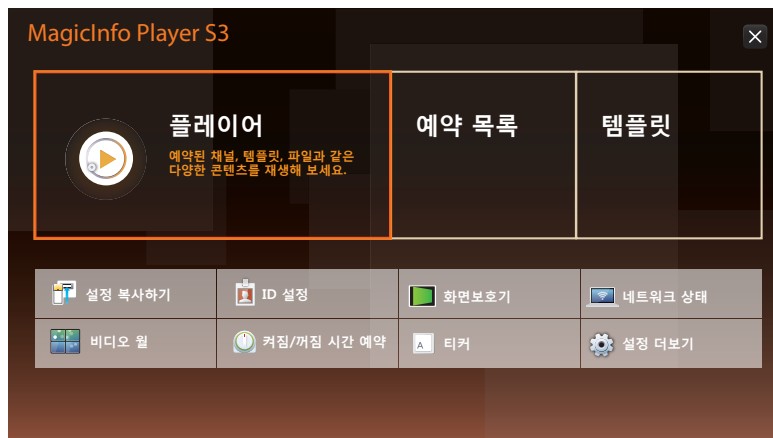 MagicInfo Player S3
플레이어
예약된 채널, 템플릿, 파일과 같은
다양한 콘텐츠를 재생해 보세요.
예약 목록
템플릿
설정 복사하기
ID 설정
화면보호기
네트워크 상태
비디오 월
켜짐/꺼짐 시간 예약
A
티커
설정 더보기